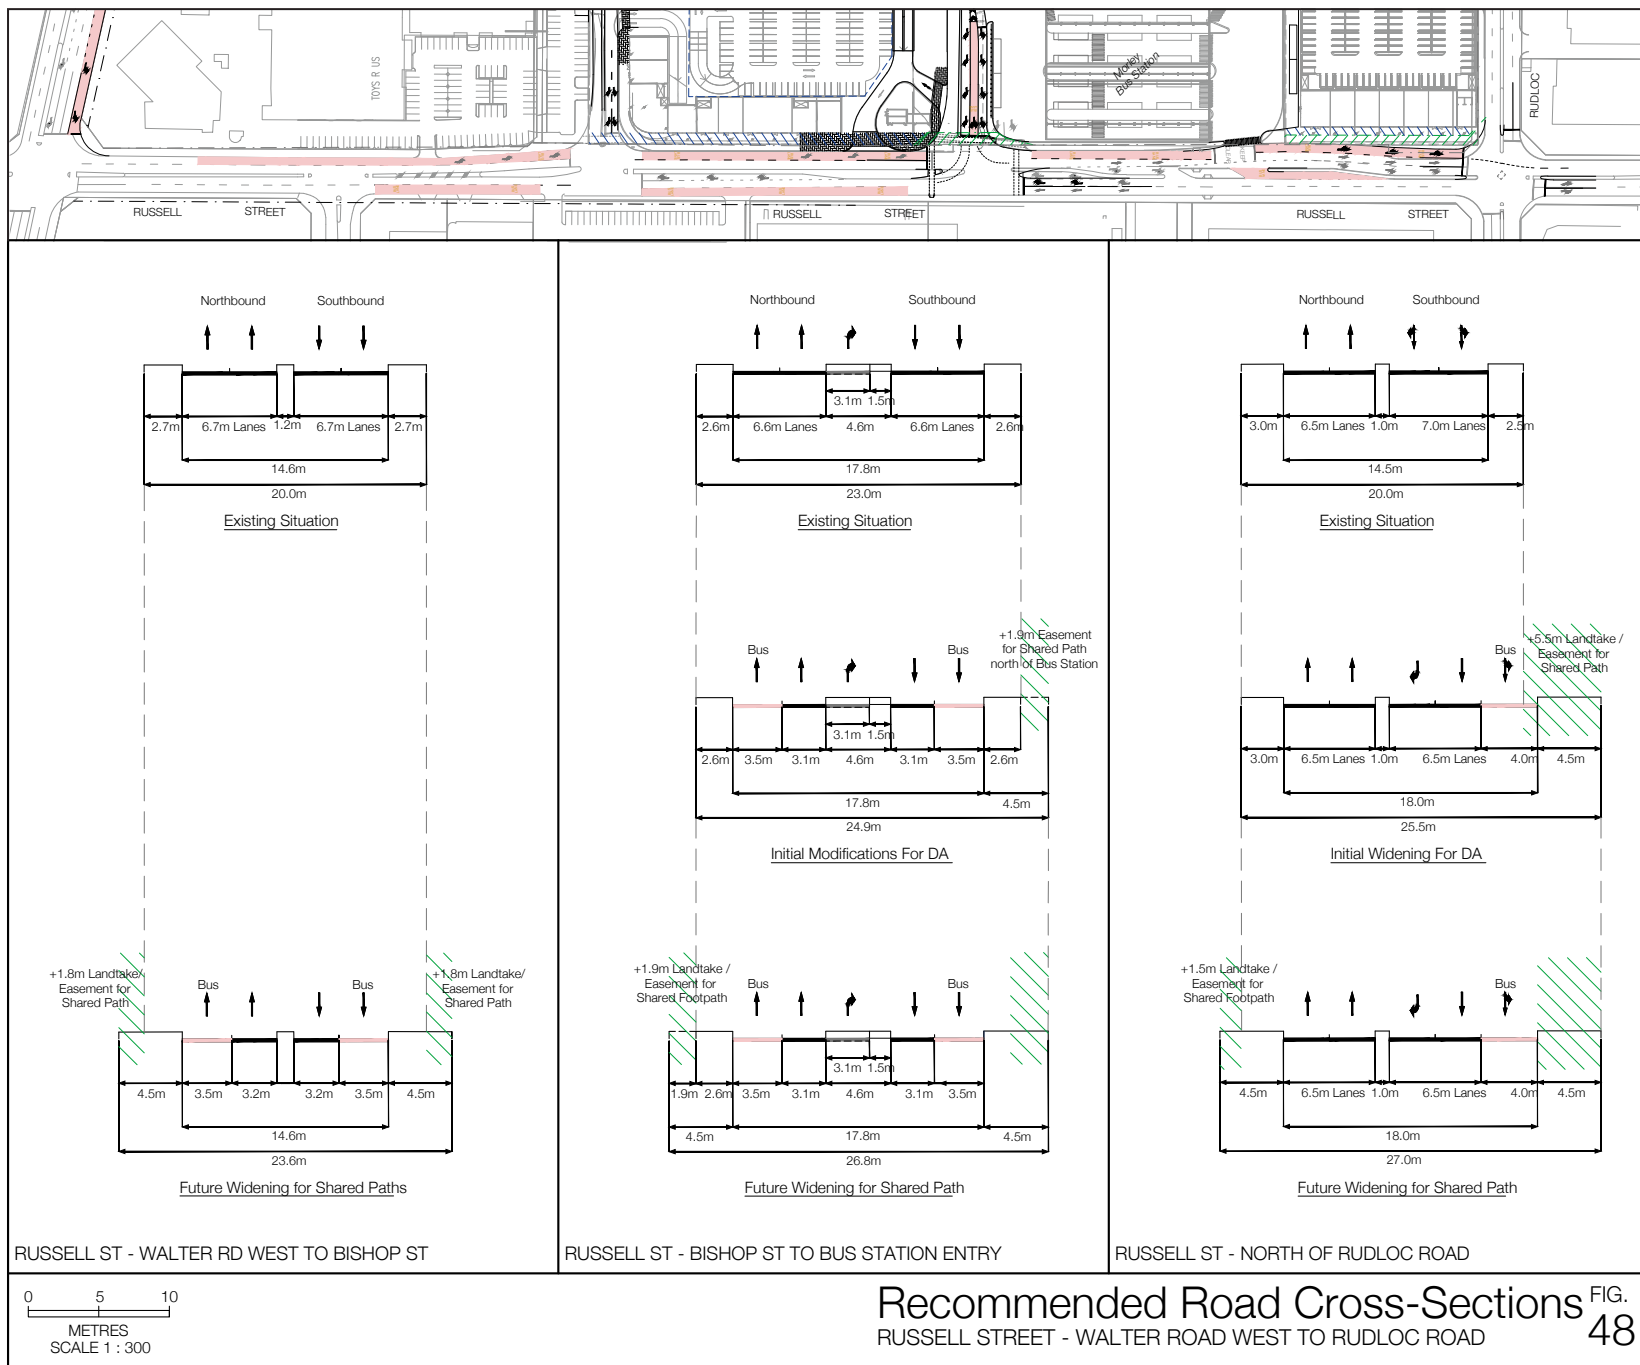 TOYS R US
Morley
Bus Station
RUDLOC
RUSSELL STREET
RUSSELL STREET
RUSSELL STREET
Northbound Southbound
2.7m 6.7m Lanes 1.2m 6.7m Lanes 2.7m
14.6m
20.0m
Existing Situation
+1.8m Landtake/
Easement for
Shared Path
Bus Bus
+1.8m Landtake/
Easement for
Shared Path
4.5m 3.5m 3.2m 3.2m 3.5m 4.5m
14.6m
23.6m
Future Widening for Shared Paths
RUSSELL ST - WALTER RD WEST TO BISHOP ST
Northbound Southbound
3.1m 1.5m
2.6m 6.6m Lanes 4.6m 6.6m Lanes 2.6m
17.8m
23.0m
Existing Situation
+1.9m Easement
for Shared Path
north of Bus Station
Bus Bus
3.1m 1.5m
2.6m 3.5m 3.1m 4.6m 3.1m 3.5m 2.6m
17.8m 4.5m
24.9m
Initial Modifications For DA
+1.9m Landtake /
Easement for
Shared Footpath
Bus Bus
3.1m 1.5m
1.9m 2.6m 3.5m 3.1m 4.6m 3.1m 3.5m
4.5m 17.8m 4.5m
26.8m
Future Widening for Shared Path
RUSSELL ST - BISHOP ST TO BUS STATION ENTRY
Northbound Southbound
3.0m 6.5m Lanes 1.0m 7.0m Lanes 2.5m
14.5m
20.0m
Existing Situation
+5.5m Landtake /
Easement for
Shared Path
Bus
3.0m 6.5m Lanes 1.0m 6.5m Lanes 4.0m 4.5m
18.0m
25.5m
Initial Widening For DA
+1.5m Landtake /
Easement for
Shared Footpath
Bus
4.5m 6.5m Lanes 1.0m 6.5m Lanes 4.0m 4.5m
18.0m
27.0m
Future Widening for Shared Path
RUSSELL ST - NORTH OF RUDLOC ROAD
0 5 10
METRES
SCALE 1 : 300
Recommended Road Cross-Sections
RUSSELL STREET - WALTER ROAD WEST TO RUDLOC ROAD
FIG.
48